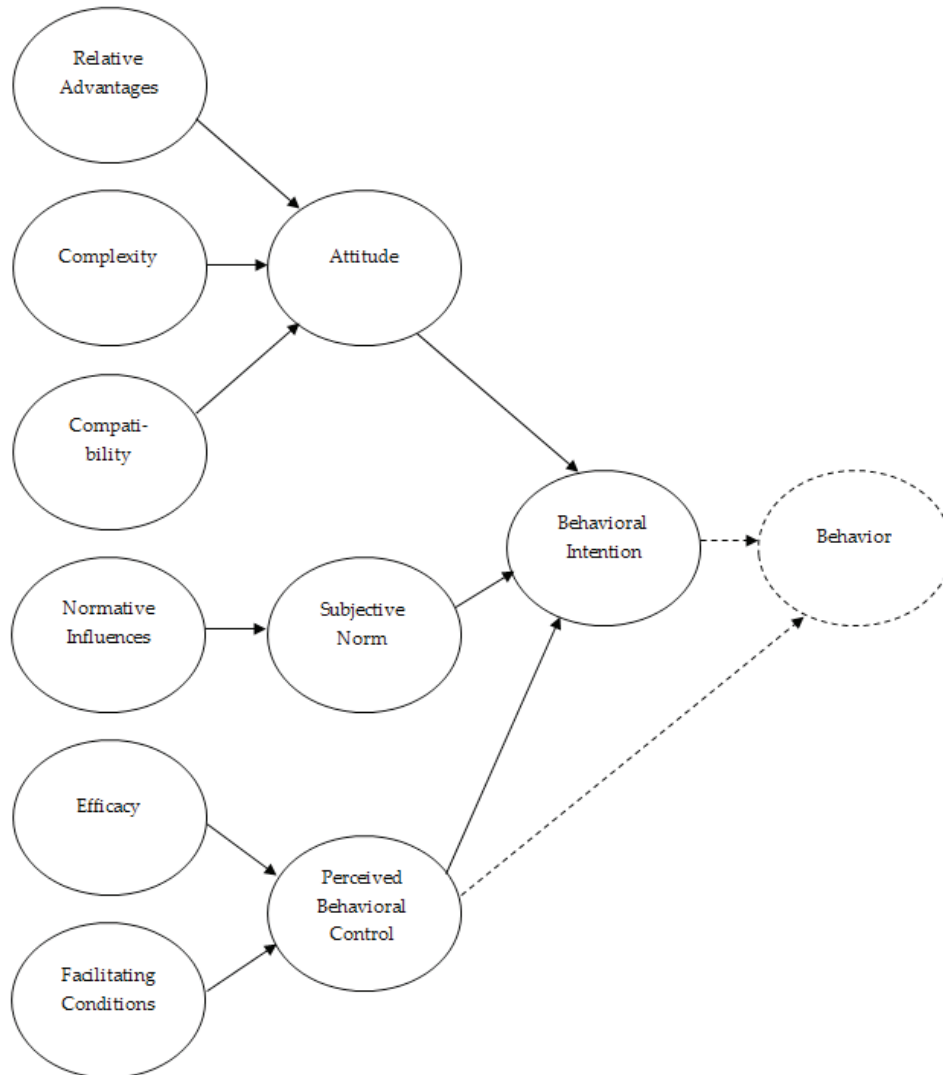 Relative
Advantages
Complexity
Attitude
Compati-
bility
Behavioral
Intention
Behavior
Normative
Influences
Subjective
Norm
Efficacy
Perceived
Behavioral
Control
Facilitating
Conditions